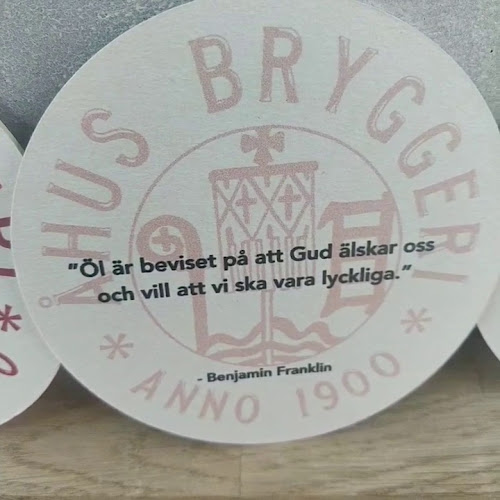 ÅHUS BRYGGERI
"Öl är beviset på att Gud älskar oss
och vill att vi ska vara lyckliga."
- Benjamin Franklin
* ANNO 1900 *